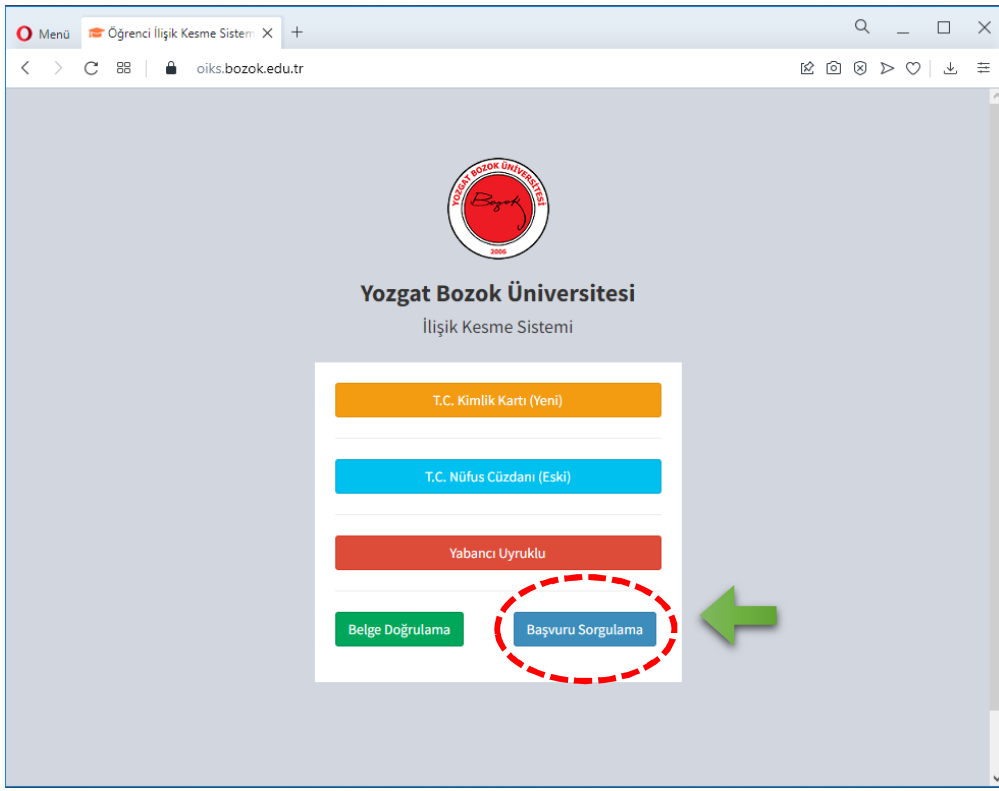 Menü
Öğrenci İlişik Kesme Sistem
oiks.bozok.edu.tr
YOZGAT BOZOK ÜNİVERSİTESİ
Bozok
2006
Yozgat Bozok Üniversitesi
İlişik Kesme Sistemi
T.C. Kimlik Kartı (Yeni)
T.C. Nüfus Cüzdanı (Eski)
Yabancı Uyruklu
Belge Doğrulama
Başvuru Sorgulama